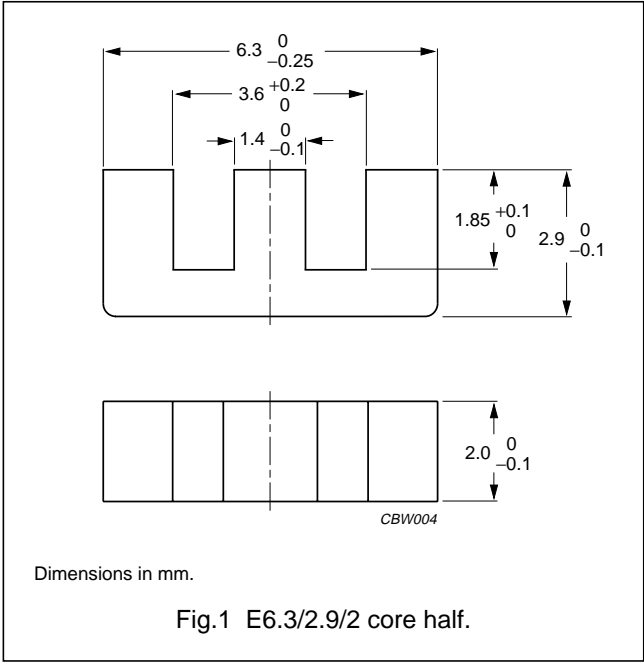 6.3 0 −0.25
3.6 +0.2 0
1.4 0 −0.1
1.85 +0.1 0
2.9 0 −0.1
2.0 0 −0.1
CBW004
Dimensions in mm.
Fig.1 E6.3/2.9/2 core half.